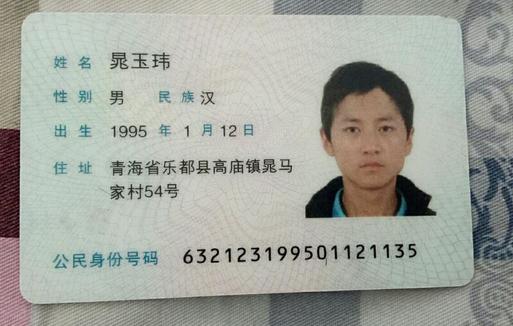 姓名 晁玉玮
性别 男 民族 汉
出生 1995 年 1 月 12 日
住址 青海省乐都县高庙镇晁马
家村54号
公民身份号码 632123199501121135